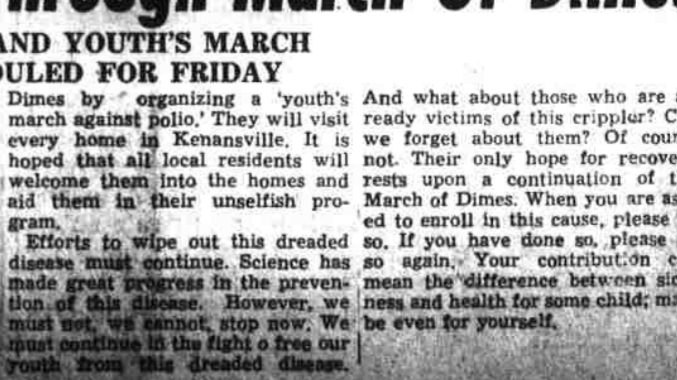 Through March Of Dimes
AND YOUTH'S MARCH
OULED FOR FRIDAY
Dimes by organizing a 'youth's
march against polio.' They will visit
every home in Kenansville. It is
hoped that all local residents will
welcome them into the homes and
aid them in their unselfish pro-
gram.
Efforts to wipe out this dreaded
disease must continue. Science has
made great progress in the preven-
tion of this disease. However, we
must not, we cannot, stop now. We
must continue in the fight o free our
youth from this dreaded disease.
And what about those who are a
ready victims of this crippler? C
we forget about them? Of cour
not. Their only hope for recove
rests upon a continuation of t
March of Dimes. When you are as
ed to enroll in this cause, please
so. If you have done so, please
so again. Your contribution c
mean the difference between sic
ness and health for some child; ma
be even for yourself.